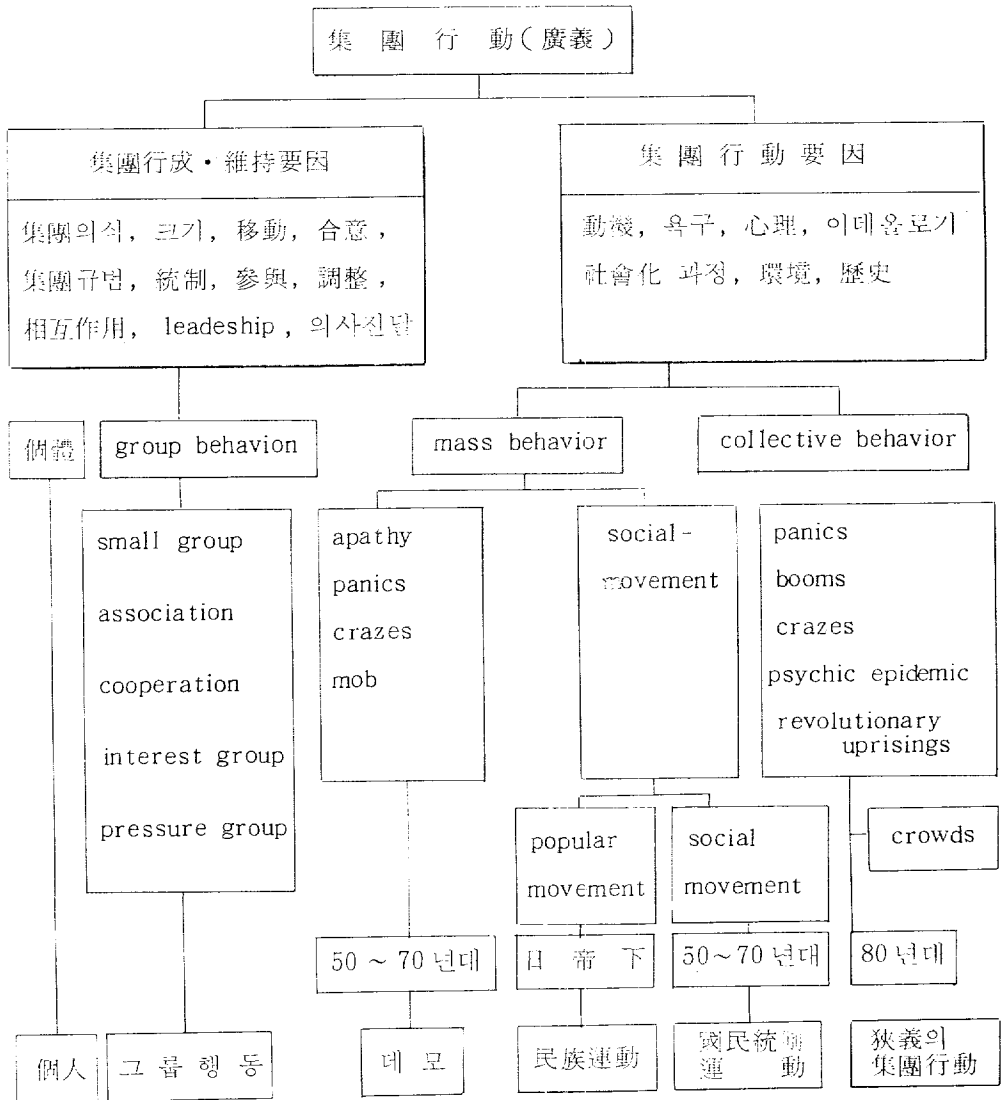 集團行動(廣義)
集團行成・維持要因
集團의식, 크기, 移動, 合意,
集團규범, 統制, 參與, 調整,
相互作用, leadeship, 의사전달
集團行動要因
動機, 욕구, 心理, 이데올로기
社會化 과정, 環境, 歷史
個體
group behavion
mass behavior
collective behavior
small group
association
cooperation
interest group
pressure group
apathy
panics
crazes
mob
social-
movement
panics
booms
crazes
psychic epidemic
revolutionary
uprisings
popular
movement
social
movement
crowds
50~70년대
日帝下
50~70년대
80년대
個人
그룹행동
데모
民族運動
國民統制
運動
狹義의
集團行動